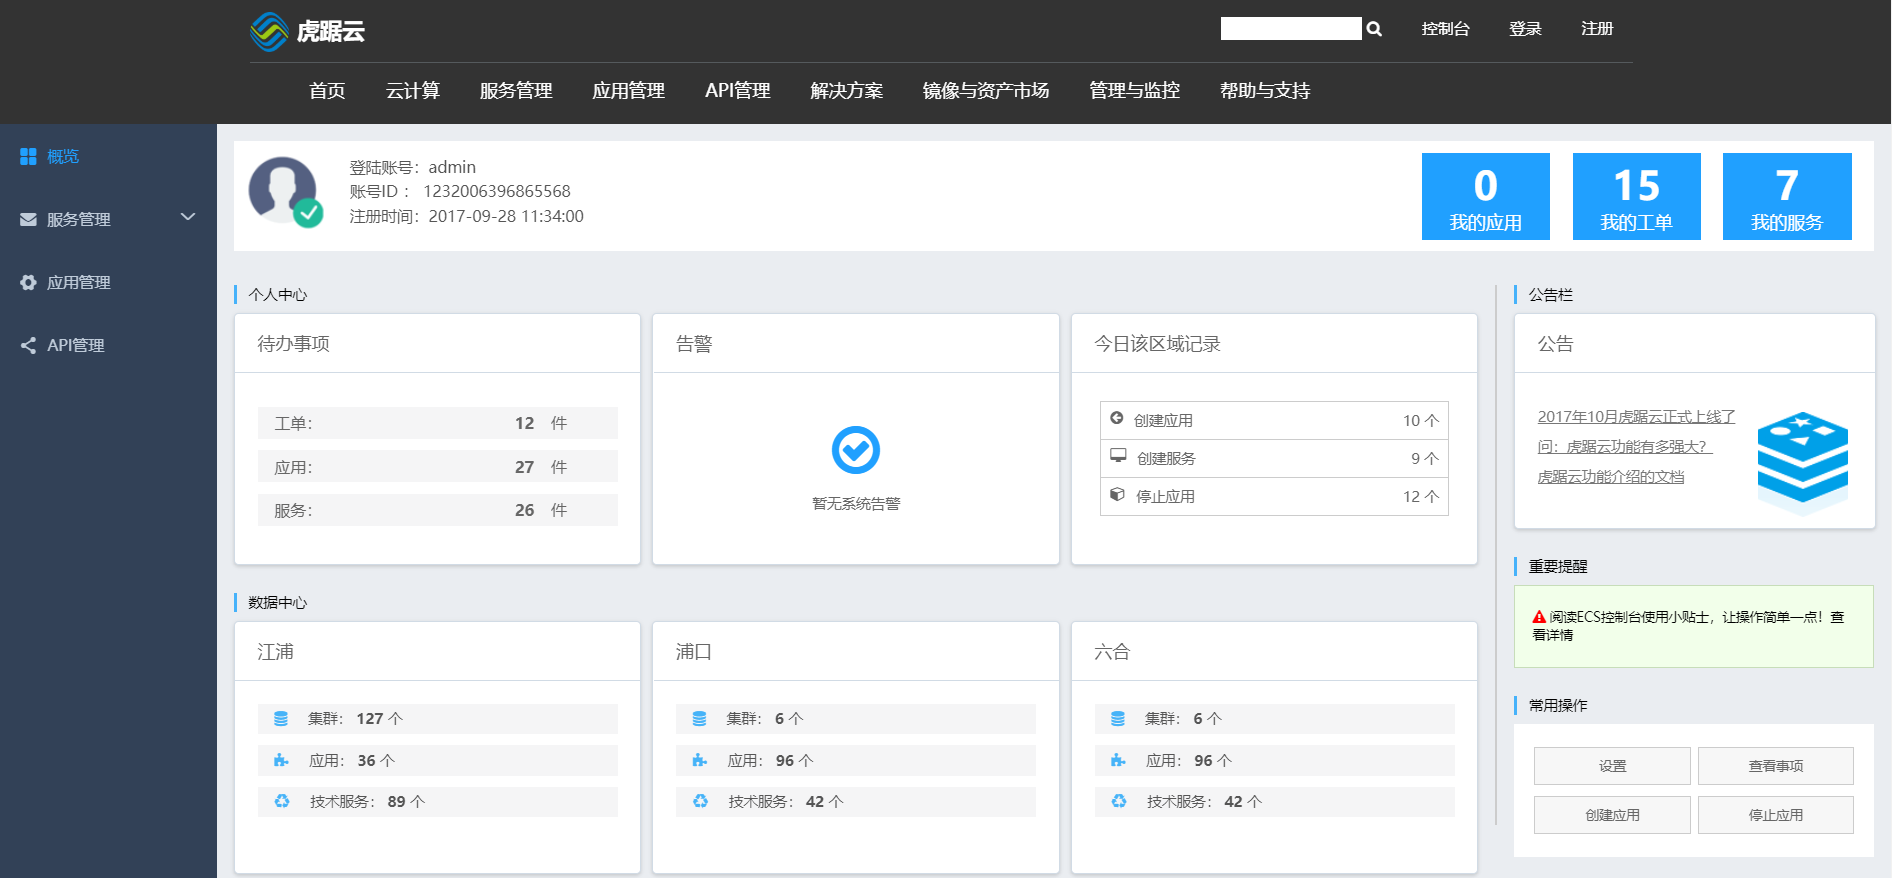 虎踞云
控制台 登录 注册
首页 云计算 服务管理 应用管理 API管理 解决方案 镜像与资产市场 管理与监控 帮助与支持
概览
服务管理
应用管理
API管理
登陆账号：admin
账号ID： 1232006396865568
注册时间：2017-09-28 11:34:00
0
我的应用
15
我的工单
7
我的服务
个人中心
待办事项
工单： 12 件
应用： 27 件
服务： 26 件
告警
暂无系统告警
今日该区域记录
创建应用 10 个
创建服务 9 个
停止应用 12 个
公告栏
公告
2017年10月虎踞云正式上线了
问：虎踞云功能有多强大？
虎踞云功能介绍的文档
重要提醒
阅读ECS控制台使用小贴士，让操作简单一点！查
看详情
常用操作
设置 查看事项
创建应用 停止应用
数据中心
江浦
集群： 127 个
应用： 36 个
技术服务： 89 个
浦口
集群： 6 个
应用： 96 个
技术服务： 42 个
六合
集群： 6 个
应用： 96 个
技术服务： 42 个